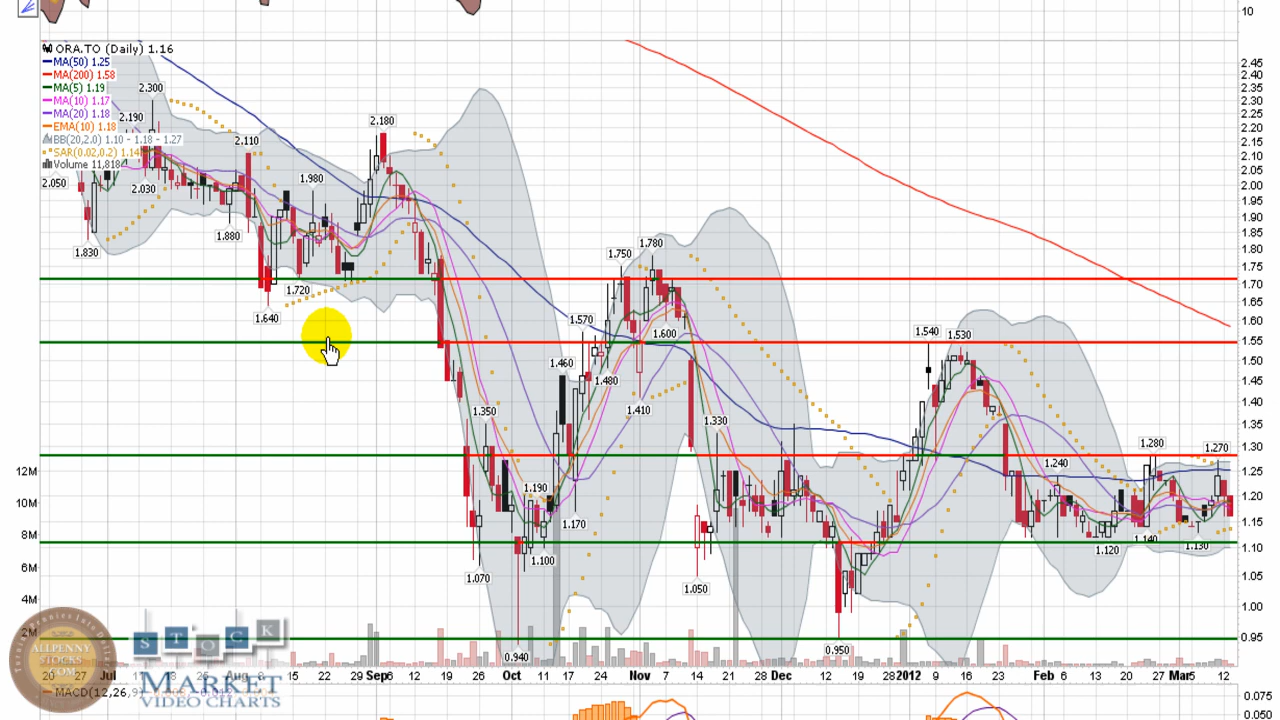 10
ORA.TO (Daily) 1.16
MA(50) 1.25
MA(200) 1.58
MA(5) 1.19
MA(10) 1.17
MA(20) 1.18
EMA(10) 1.18
BB(20,2.0) 1.10 - 1.18 - 1.27
SAR(0.02,0.2) 1.14
Volume 11,818
2.300
2.190
2.050
2.030
1.830
2.110
1.880
1.980
1.720
1.640
2.180
1.350
1.070
1.190
1.100
0.940
1.460
1.570
1.170
1.480
1.750
1.780
1.600
1.410
1.330
1.050
0.950
1.540
1.530
1.240
1.120
1.140
1.280
1.130
1.270
2.45
2.40
2.35
2.30
2.25
2.20
2.15
2.10
2.05
2.00
1.95
1.90
1.85
1.80
1.75
1.70
1.65
1.60
1.55
1.50
1.45
1.40
1.35
1.30
1.25
1.20
1.15
1.10
1.05
1.00
0.95
12M
10M
8M
6M
4M
2M
20 27 Jul 11 18 25 Aug 8 15 22 29 Sep 6 12 19 26 Oct 11 17 24 Nov 7 14 21 28 Dec 12 19 28 2012 9 16 23 Feb 6 13 20 27 Mar 5 12
MACD(12,26,9)
0.075
0.050
ALLPENNY
STOCKS
.COM
STOCK
MARKET
VIDEO CHARTS